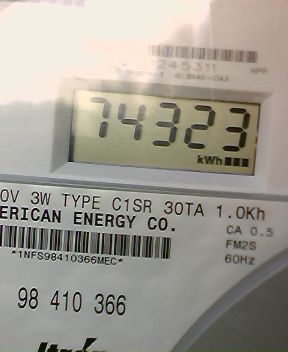 245311
74323
kWh
0V 3W TYPE C1SR 30TA 1.0Kh
ERICAN ENERGY CO.
CA 0.5
FM2S
*1NFS98410366MEC*
60Hz
98 410 366
Itron